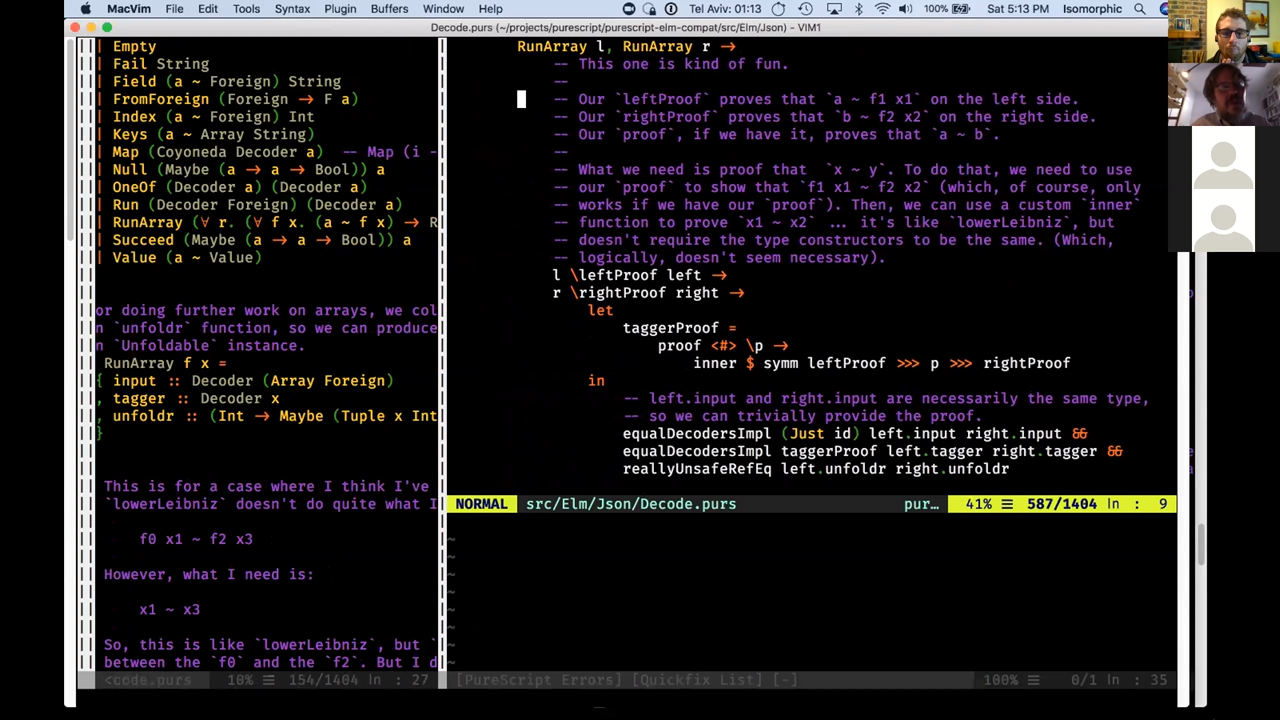 MacVim File Edit Tools Syntax Plugin Buffers Window Help Tel Aviv: 01:13 100% Sat 5:13 PM Isomorphic
Decode.purs (~/projects/purescript/purescript-elm-compat/src/Elm/Json) - VIM1
| Empty
| Fail String
| Field (a ~ Foreign) String
| FromForeign (Foreign → F a)
| Index (a ~ Foreign) Int
| Keys (a ~ Array String)
| Map (Coyoneda Decoder a) -- Map (i -
| Null (Maybe (a → a → Bool)) a
| OneOf (Decoder a) (Decoder a)
| Run (Decoder Foreign) (Decoder a)
| RunArray (∀ r. (∀ f x. (a ~ f x) → R
| Succeed (Maybe (a → a → Bool)) a
| Value (a ~ Value)
or doing further work on arrays, we col
n `unfoldr` function, so we can produce
n `Unfoldable` instance.
RunArray f x =
{ input :: Decoder (Array Foreign)
, tagger :: Decoder x
, unfoldr :: (Int → Maybe (Tuple x Int
}
This is for a case where I think I've
`lowerLeibniz` doesn't do quite what I
f0 x1 ~ f2 x3
However, what I need is:
x1 ~ x3
So, this is like `lowerLeibniz`, but `
between the `f0` and the `f2`. But I d
<code.purs 10% ☰ 154/1404 ln : 27
RunArray l, RunArray r →
-- This one is kind of fun.
--
-- Our `leftProof` proves that `a ~ f1 x1` on the left side.
-- Our `rightProof` proves that `b ~ f2 x2` on the right side.
-- Our `proof`, if we have it, proves that `a ~ b`.
--
-- What we need is proof that `x ~ y`. To do that, we need to use
-- our `proof` to show that `f1 x1 ~ f2 x2` (which, of course, only
-- works if we have our `proof`). Then, we can use a custom `inner`
-- function to prove `x1 ~ x2` ... it's like `lowerLeibniz`, but
-- doesn't require the type constructors to be the same. (Which,
-- logically, doesn't seem necessary).
l \leftProof left →
r \rightProof right →
let
taggerProof =
proof <#> \p →
inner $ symm leftProof >>> p >>> rightProof
in
-- left.input and right.input are necessarily the same type,
-- so we can trivially provide the proof.
equalDecodersImpl (Just id) left.input right.input &&
equalDecodersImpl taggerProof left.tagger right.tagger &&
reallyUnsafeRefEq left.unfoldr right.unfoldr
NORMAL src/Elm/Json/Decode.purs pur… 41% ☰ 587/1404 ln : 9
~
~
~
~
~
~
~
~
[PureScript Errors] [Quickfix List] [-] 100% ☰ 0/1 ln : 35